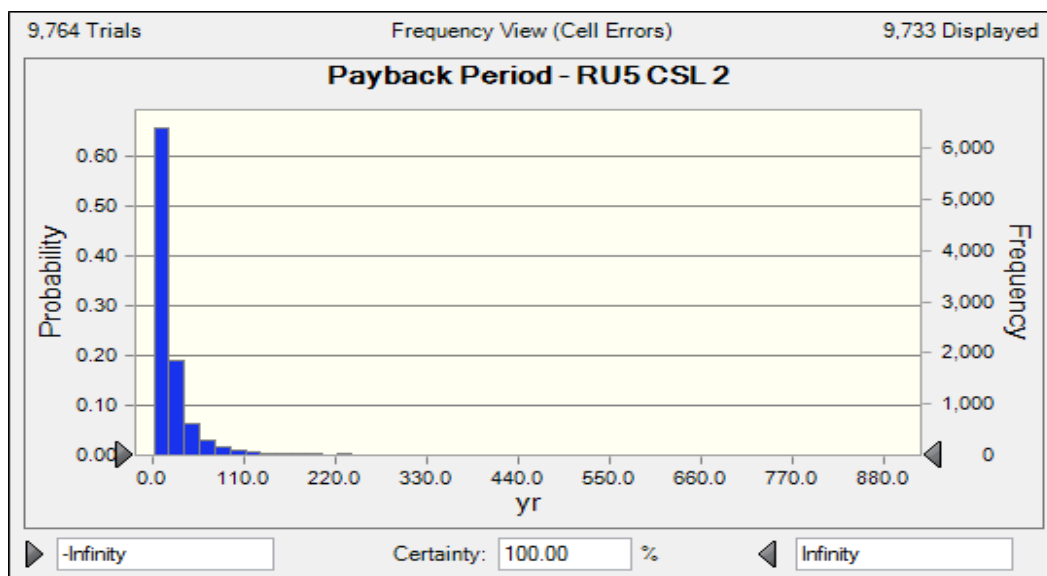 9,764 Trials Frequency View (Cell Errors) 9,733 Displayed
Payback Period - RU5 CSL 2
0.60 6,000
0.50 5,000
0.40 4,000
0.30 3,000
0.20 2,000
0.10 1,000
0.00 0
Probability
Frequency
0.0 110.0 220.0 330.0 440.0 550.0 660.0 770.0 880.0
yr
-Infinity Certainty: 100.00 % Infinity